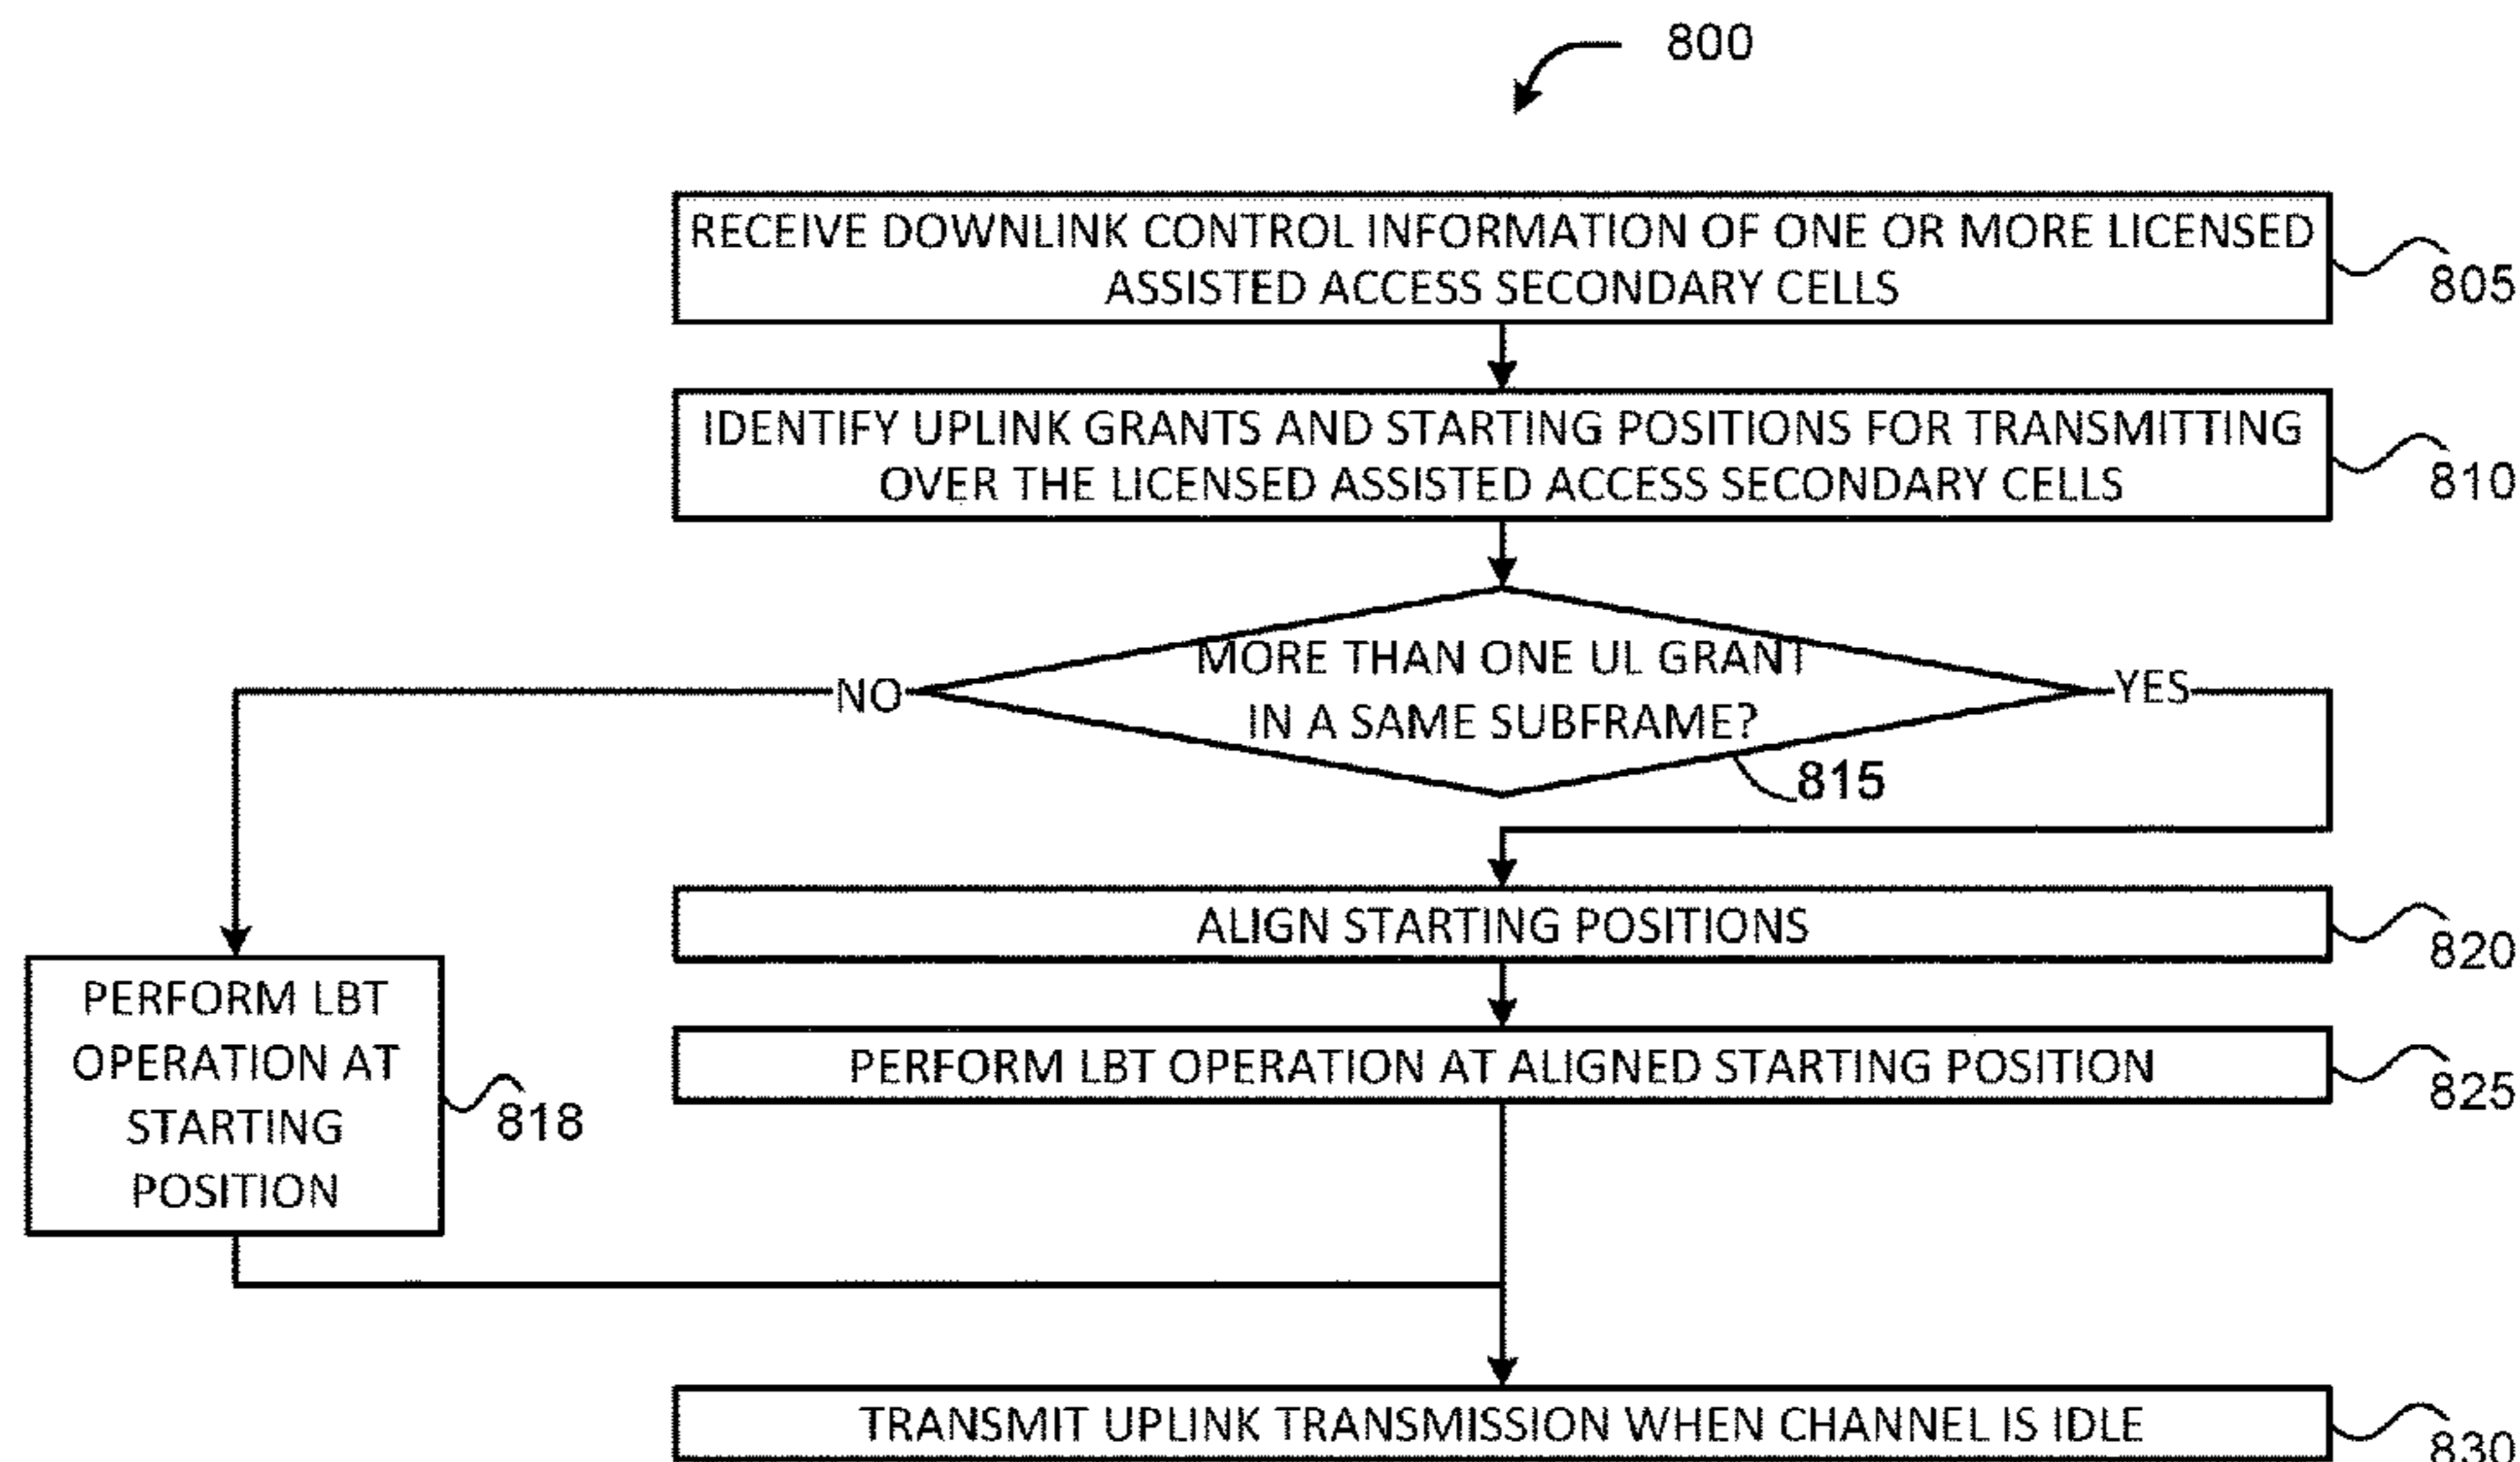 800
RECEIVE DOWNLINK CONTROL INFORMATION OF ONE OR MORE LICENSED
ASSISTED ACCESS SECONDARY CELLS
805
IDENTIFY UPLINK GRANTS AND STARTING POSITIONS FOR TRANSMITTING
OVER THE LICENSED ASSISTED ACCESS SECONDARY CELLS
810
MORE THAN ONE UL GRANT
IN A SAME SUBFRAME?
NO
YES
815
ALIGN STARTING POSITIONS
820
PERFORM LBT
OPERATION AT
STARTING
POSITION
818
PERFORM LBT OPERATION AT ALIGNED STARTING POSITION
825
TRANSMIT UPLINK TRANSMISSION WHEN CHANNEL IS IDLE
830